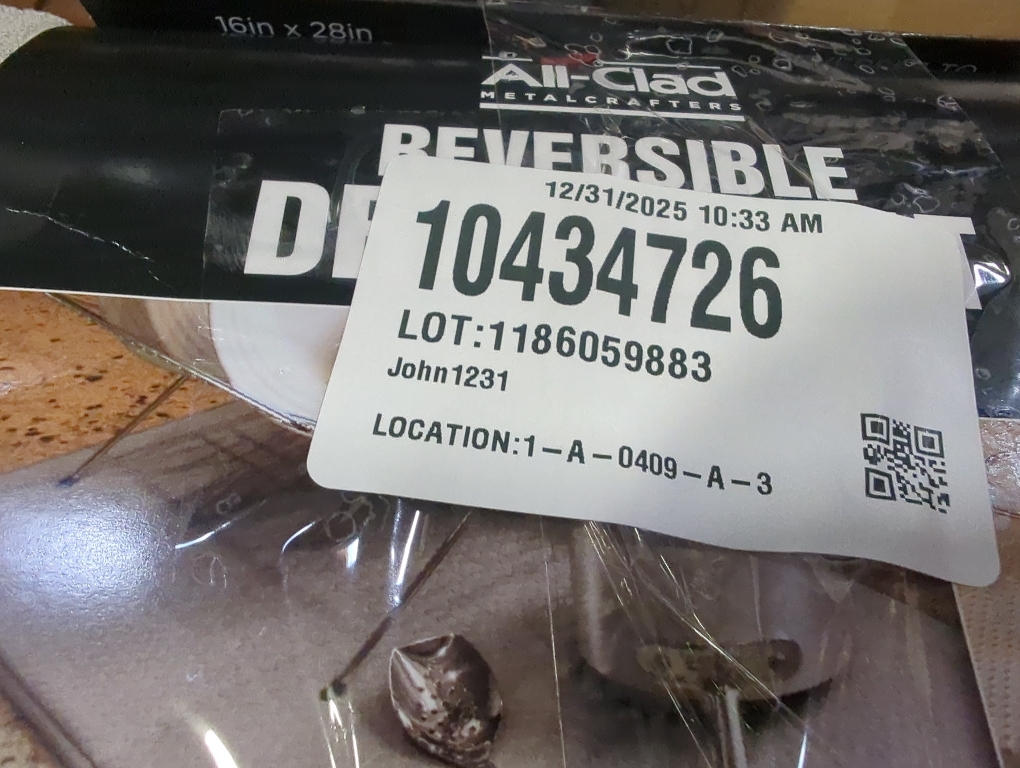 16in x 28in
All-Clad
METALCRAFTERS
REVERSIBLE
12/31/2025 10:33 AM
10434726
LOT:1186059883
John1231
LOCATION:1-A-0409-A-3